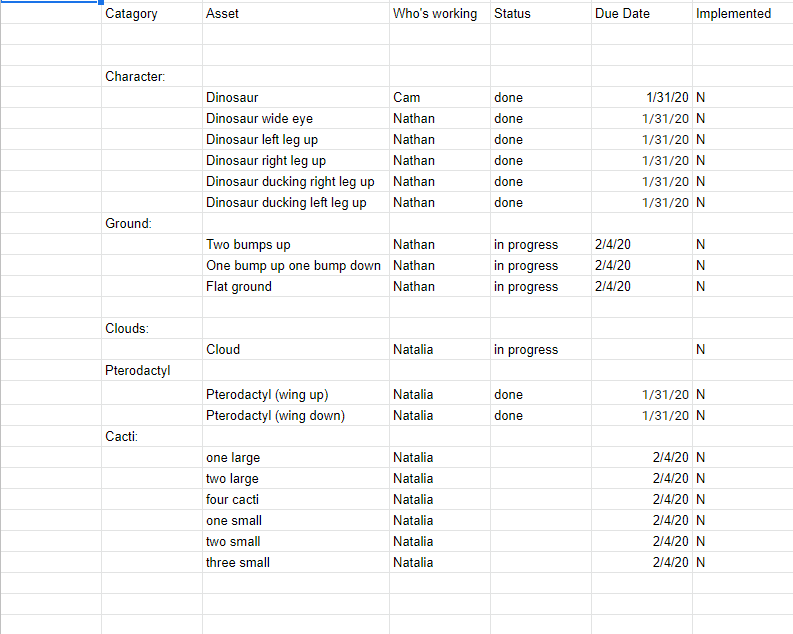 Catagory Asset Who's working Status Due Date Implemented
Character:
Dinosaur Cam done 1/31/20 N
Dinosaur wide eye Nathan done 1/31/20 N
Dinosaur left leg up Nathan done 1/31/20 N
Dinosaur right leg up Nathan done 1/31/20 N
Dinosaur ducking right leg up Nathan done 1/31/20 N
Dinosaur ducking left leg up Nathan done 1/31/20 N
Ground:
Two bumps up Nathan in progress 2/4/20 N
One bump up one bump down Nathan in progress 2/4/20 N
Flat ground Nathan in progress 2/4/20 N
Clouds:
Cloud Natalia in progress N
Pterodactyl
Pterodactyl (wing up) Natalia done 1/31/20 N
Pterodactyl (wing down) Natalia done 1/31/20 N
Cacti:
one large Natalia 2/4/20 N
two large Natalia 2/4/20 N
four cacti Natalia 2/4/20 N
one small Natalia 2/4/20 N
two small Natalia 2/4/20 N
three small Natalia 2/4/20 N